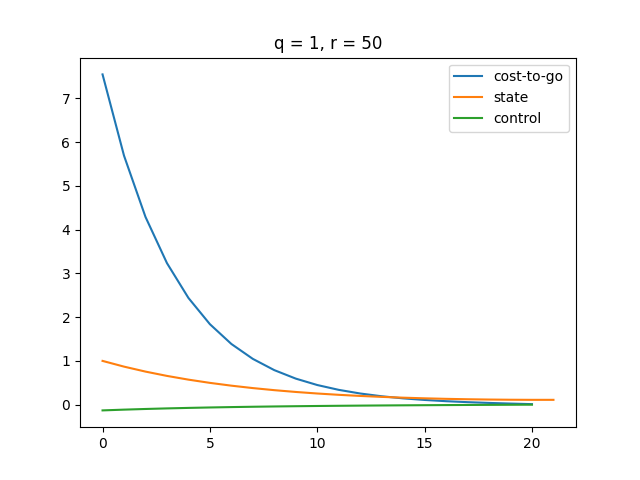 q = 1, r = 50
cost-to-go
state
control
7
6
5
4
3
2
1
0
0 5 10 15 20